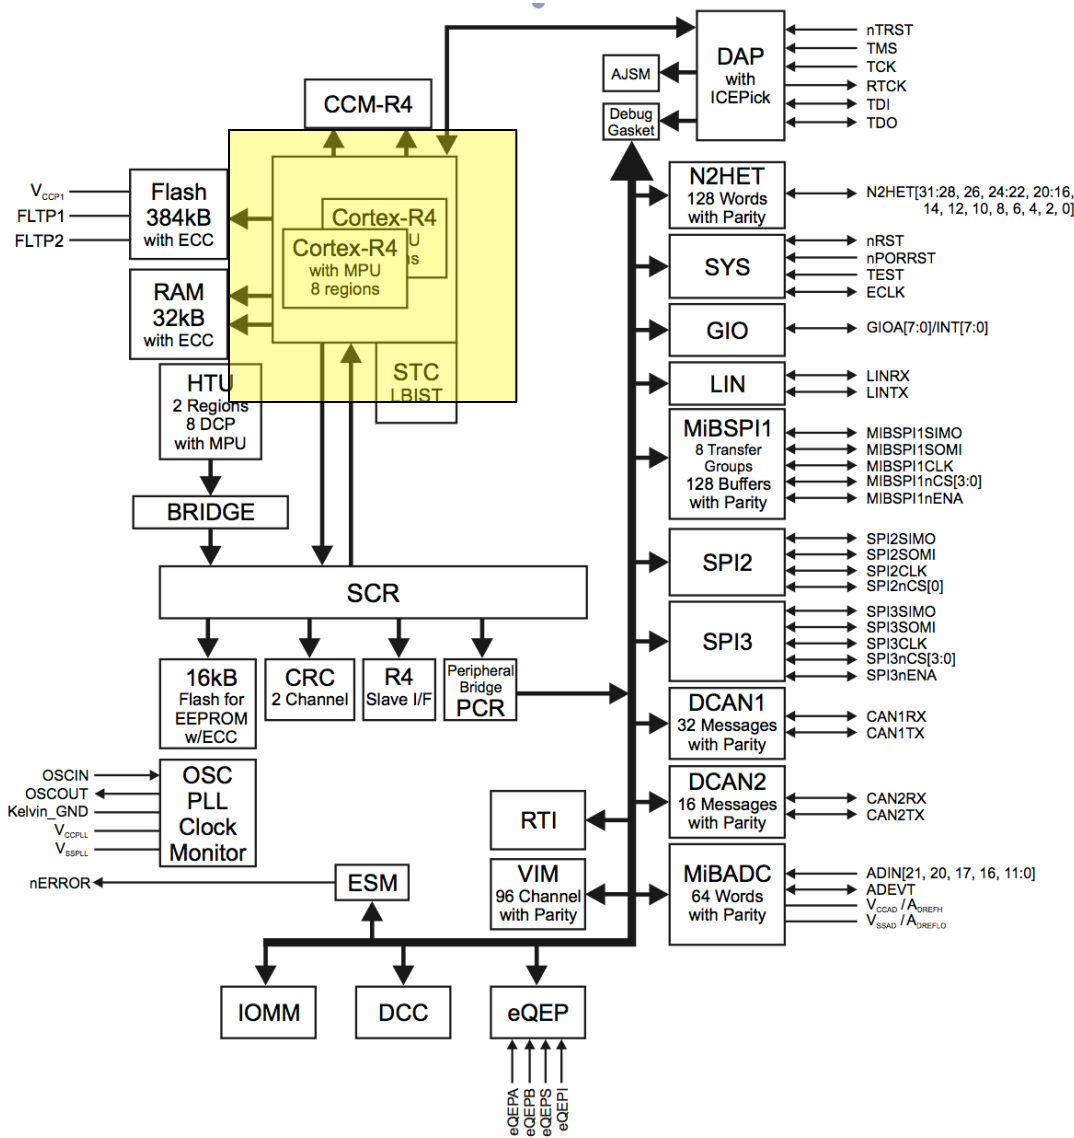 DAP
with
ICEPick
nTRST
TMS
TCK
RTCK
TDI
TDO
AJSM
Debug
Gasket
CCM-R4
Flash
384kB
with ECC
VCCP1
FLTP1
FLTP2
Cortex-R4
Cortex-R4
with MPU
8 regions
U
ns
RAM
32kB
with ECC
HTU
2 Regions
8 DCP
with MPU
STC
LBIST
BRIDGE
SCR
16kB
Flash for
EEPROM
w/ECC
CRC
2 Channel
R4
Slave I/F
Peripheral
Bridge
PCR
OSCIN
OSCOUT
Kelvin_GND
VCCPLL
VSSPLL
OSC
PLL
Clock
Monitor
nERROR
ESM
RTI
VIM
96 Channel
with Parity
IOMM
DCC
eQEP
eQEPA
eQEPB
eQEPS
eQEPI
N2HET
128 Words
with Parity
N2HET[31:28, 26, 24:22, 20:16,
14, 12, 10, 8, 6, 4, 2, 0]
SYS
nRST
nPORRST
TEST
ECLK
GIO
GIOA[7:0]/INT[7:0]
LIN
LINRX
LINTX
MiBSPI1
8 Transfer
Groups
128 Buffers
with Parity
MIBSPI1SIMO
MIBSPI1SOMI
MIBSPI1CLK
MIBSPI1nCS[3:0]
MIBSPI1nENA
SPI2
SPI2SIMO
SPI2SOMI
SPI2CLK
SPI2nCS[0]
SPI3
SPI3SIMO
SPI3SOMI
SPI3CLK
SPI3nCS[3:0]
SPI3nENA
DCAN1
32 Messages
with Parity
CAN1RX
CAN1TX
DCAN2
16 Messages
with Parity
CAN2RX
CAN2TX
MiBADC
64 Words
with Parity
ADIN[21, 20, 17, 16, 11:0]
ADEVT
VCCAD / ADREFHI
VSSAD / ADREFLO